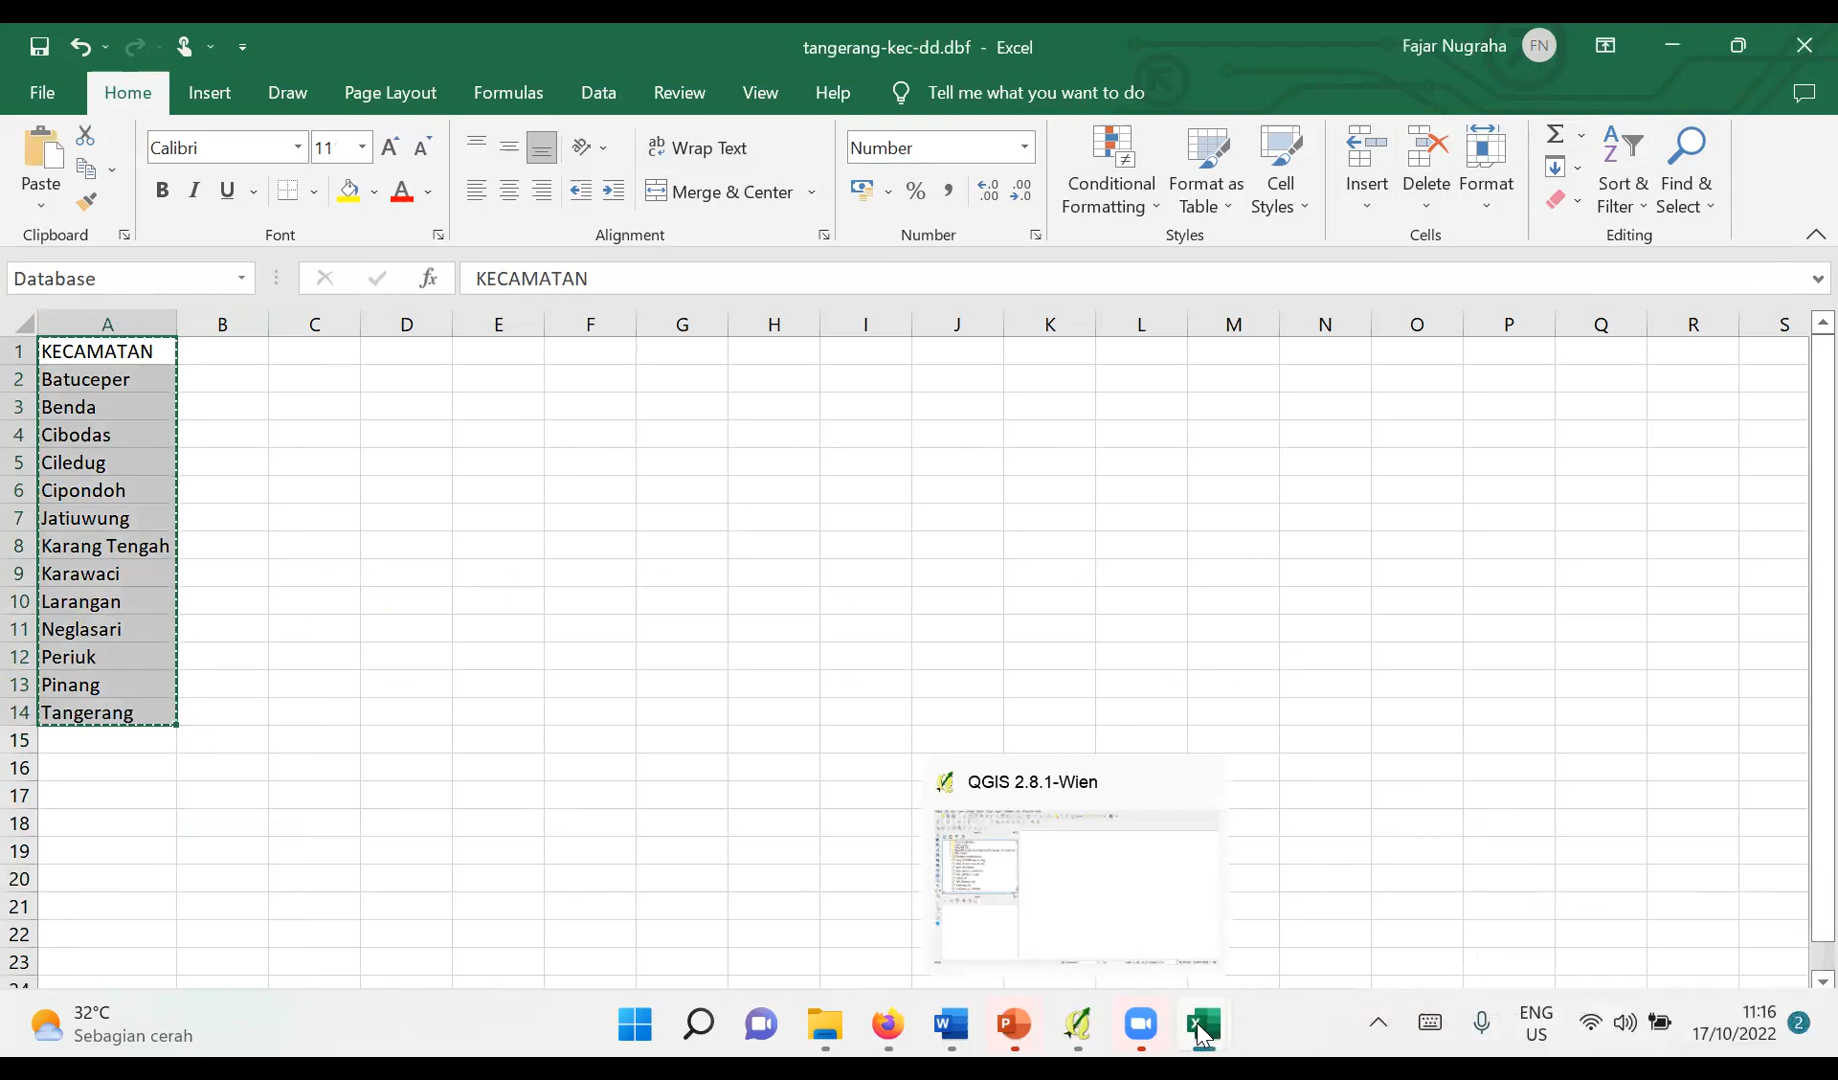 tangerang-kec-dd.dbf - Excel
Fajar Nugraha
FN
File
Home
Insert
Draw
Page Layout
Formulas
Data
Review
View
Help
Tell me what you want to do
Paste
Calibri
11
B I U
A
ab Wrap Text
Merge & Center
Number
% ,
Conditional Formatting
Format as Table
Cell Styles
Insert
Delete
Format
Sort & Filter
Find & Select
Clipboard
Font
Alignment
Number
Styles
Cells
Editing
Database
fx
KECAMATAN
A B C D E F G H I J K L M N O P Q R S
1 KECAMATAN
2 Batuceper
3 Benda
4 Cibodas
5 Ciledug
6 Cipondoh
7 Jatiuwung
8 Karang Tengah
9 Karawaci
10 Larangan
11 Neglasari
12 Periuk
13 Pinang
14 Tangerang
15
16
17
18
19
20
21
22
23
24
QGIS 2.8.1-Wien
32°C
Sebagian cerah
ENG
US
11:16
17/10/2022
2